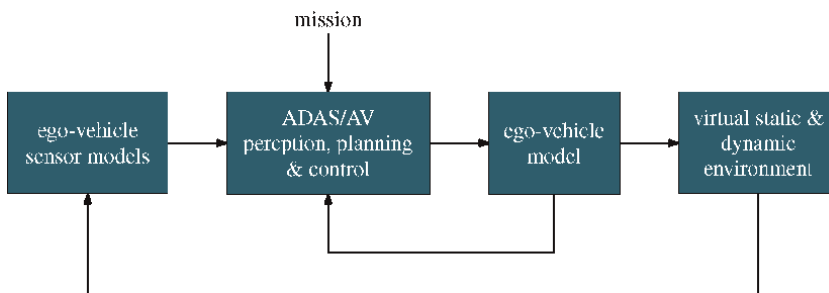 mission
ego-vehicle
sensor models
ADAS/AV
perception, planning
& control
ego-vehicle
model
virtual static &
dynamic
environment